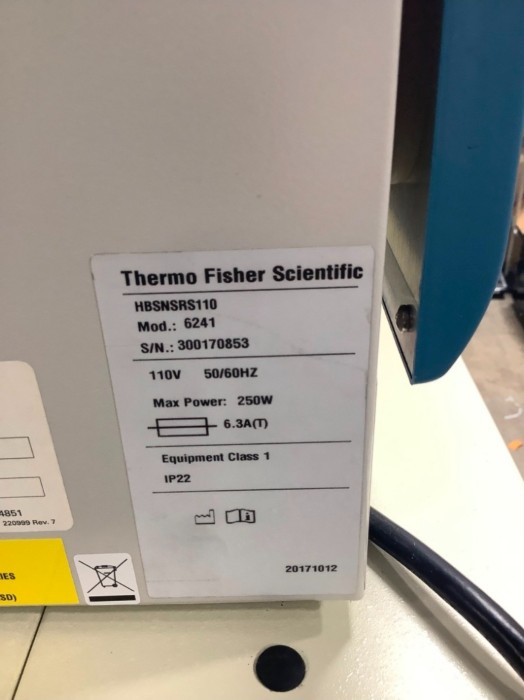 Thermo Fisher Scientific
HBSNSRS110
Mod.: 6241
S/N.: 300170853
110V 50/60HZ
Max Power: 250W
6.3A(T)
Equipment Class 1
IP22
20171012
4851
220999 Rev. 7
IES
SD)